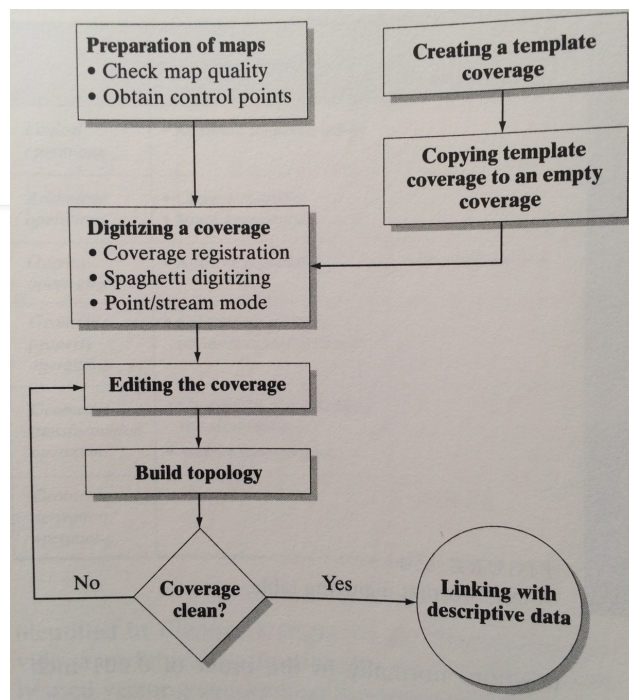 Preparation of maps
• Check map quality
• Obtain control points
Creating a template
coverage
Copying template
coverage to an empty
coverage
Digitizing a coverage
• Coverage registration
• Spaghetti digitizing
• Point/stream mode
Editing the coverage
Build topology
No
Coverage
clean?
Yes
Linking with
descriptive data